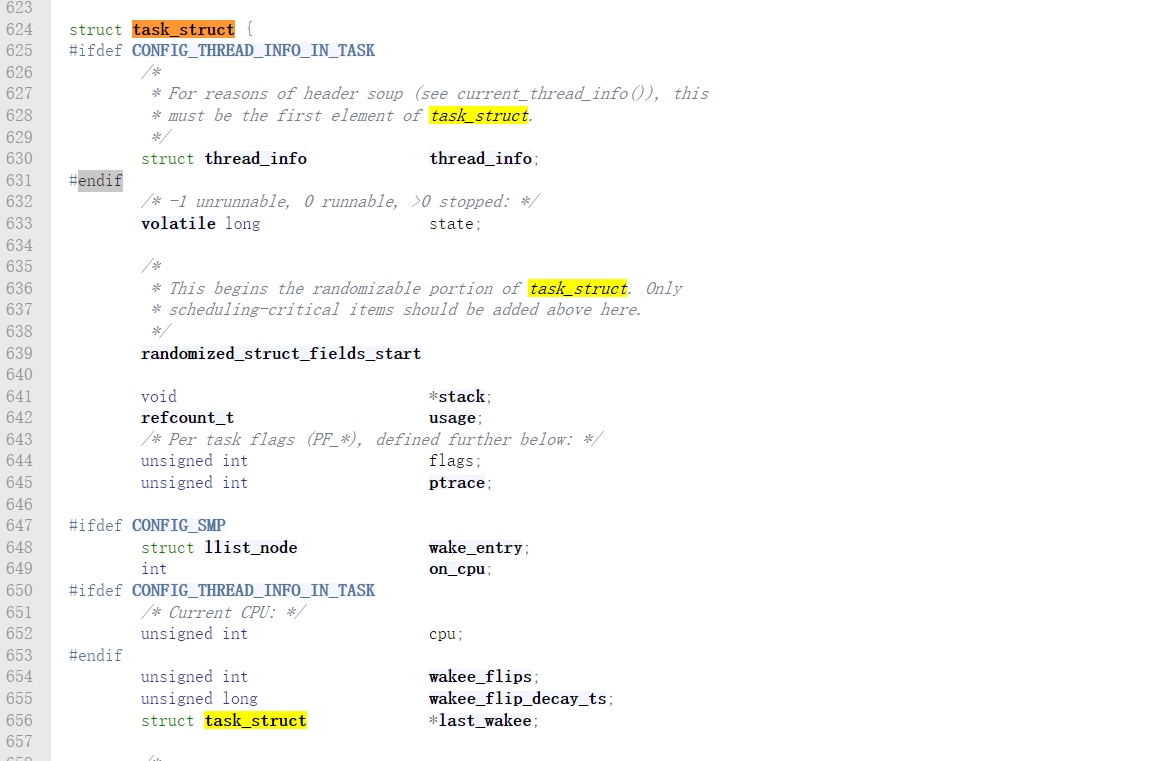 623
624 struct task_struct {
625 #ifdef CONFIG_THREAD_INFO_IN_TASK
626 /*
627 * For reasons of header soup (see current_thread_info()), this
628 * must be the first element of task_struct.
629 */
630 struct thread_info thread_info;
631 #endif
632 /* -1 unrunnable, 0 runnable, >0 stopped: */
633 volatile long state;
634
635 /*
636 * This begins the randomizable portion of task_struct. Only
637 * scheduling-critical items should be added above here.
638 */
639 randomized_struct_fields_start
640
641 void *stack;
642 refcount_t usage;
643 /* Per task flags (PF_*), defined further below: */
644 unsigned int flags;
645 unsigned int ptrace;
646
647 #ifdef CONFIG_SMP
648 struct llist_node wake_entry;
649 int on_cpu;
650 #ifdef CONFIG_THREAD_INFO_IN_TASK
651 /* Current CPU: */
652 unsigned int cpu;
653 #endif
654 unsigned int wakee_flips;
655 unsigned long wakee_flip_decay_ts;
656 struct task_struct *last_wakee;
657